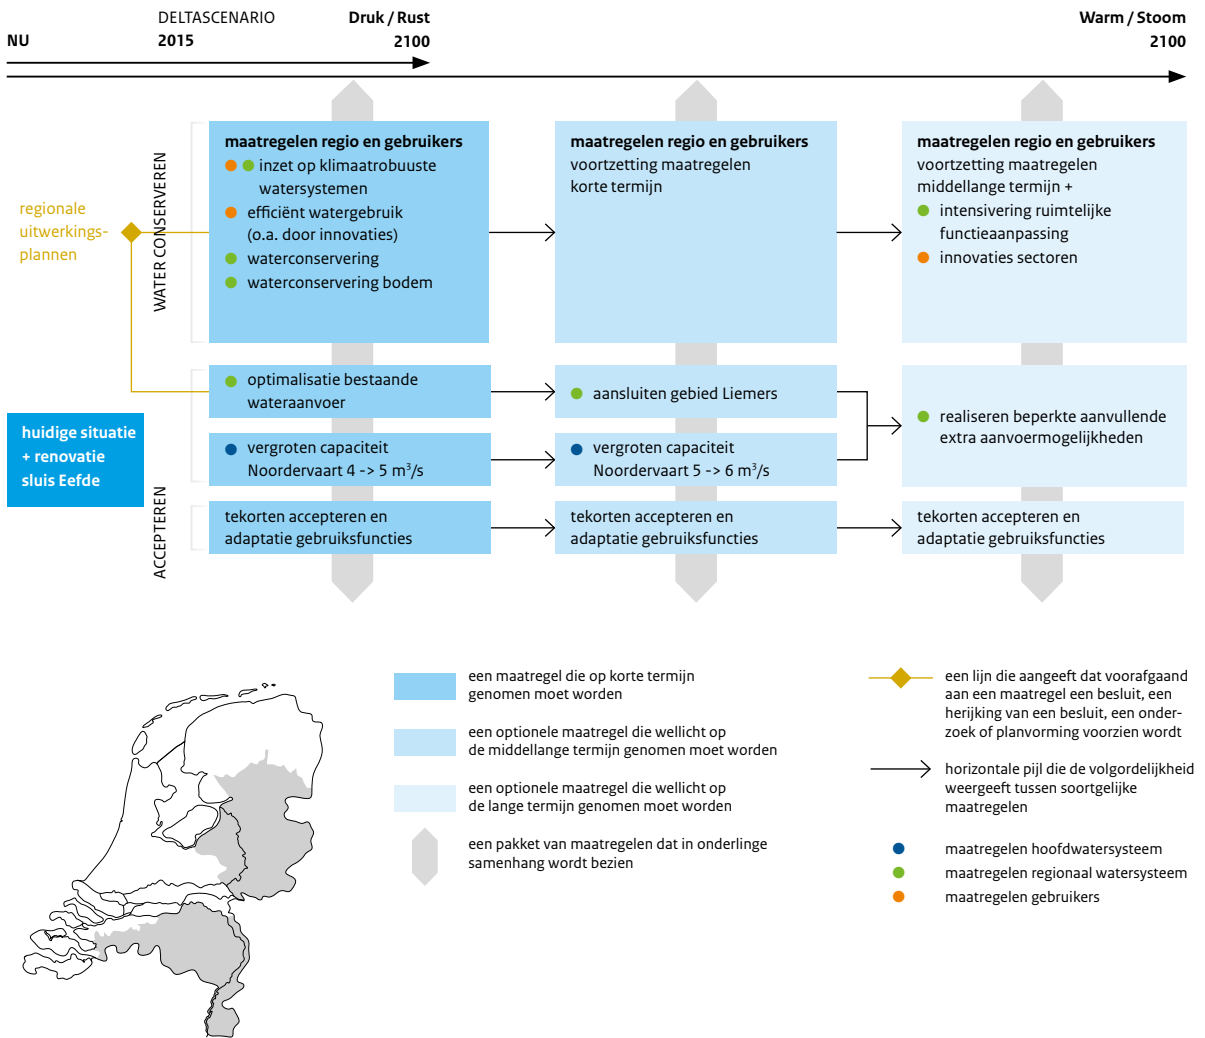 DELTASCENARIO
Druk / Rust
Warm / Stoom
NU
2015
2100
2100
WATER CONSERVEREN
regionale
uitwerkings-
plannen
maatregelen regio en gebruikers
inzet op klimaatrobuuste
watersystemen
efficiënt watergebruik
(o.a. door innovaties)
waterconservering
waterconservering bodem
maatregelen regio en gebruikers
voortzetting maatregelen
korte termijn
maatregelen regio en gebruikers
voortzetting maatregelen
middellange termijn +
intensivering ruimtelijke
functieaanpassing
innovaties sectoren
huidige situatie
+ renovatie
sluis Eefde
optimalisatie bestaande
wateraanvoer
aansluiten gebied Liemers
realiseren beperkte aanvullende
extra aanvoermogelijkheden
vergroten capaciteit
Noordervaart 4 -> 5 m³/s
vergroten capaciteit
Noordervaart 5 -> 6 m³/s
ACCEPTEREN
tekorten accepteren en
adaptatie gebruiksfuncties
tekorten accepteren en
adaptatie gebruiksfuncties
tekorten accepteren en
adaptatie gebruiksfuncties
een maatregel die op korte termijn
genomen moet worden
een optionele maatregel die wellicht op
de middellange termijn genomen moet worden
een optionele maatregel die wellicht op
de lange termijn genomen moet worden
een pakket van maatregelen dat in onderlinge
samenhang wordt bezien
een lijn die aangeeft dat voorafgaand
aan een maatregel een besluit, een
herijking van een besluit, een onder-
zoek of planvorming voorzien wordt
horizontale pijl die de volgordelijkheid
weergeeft tussen soortgelijke
maatregelen
maatregelen hoofdwatersysteem
maatregelen regionaal watersysteem
maatregelen gebruikers